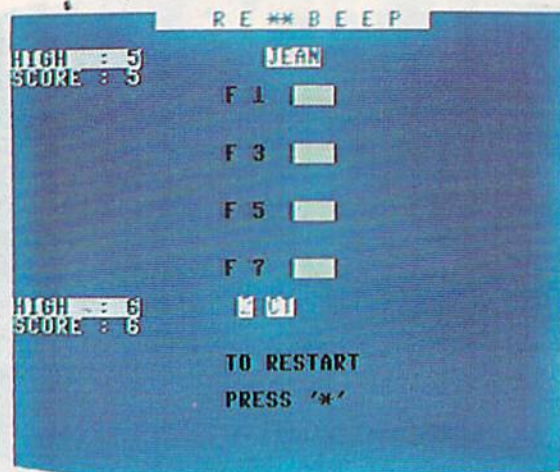 RE**BEEP
HIGH : 5
JEAN
SCORE : 5
F 1
F 3
F 5
F 7
HIGH : 6
SCORE : 6
TO RESTART
PRESS '*'